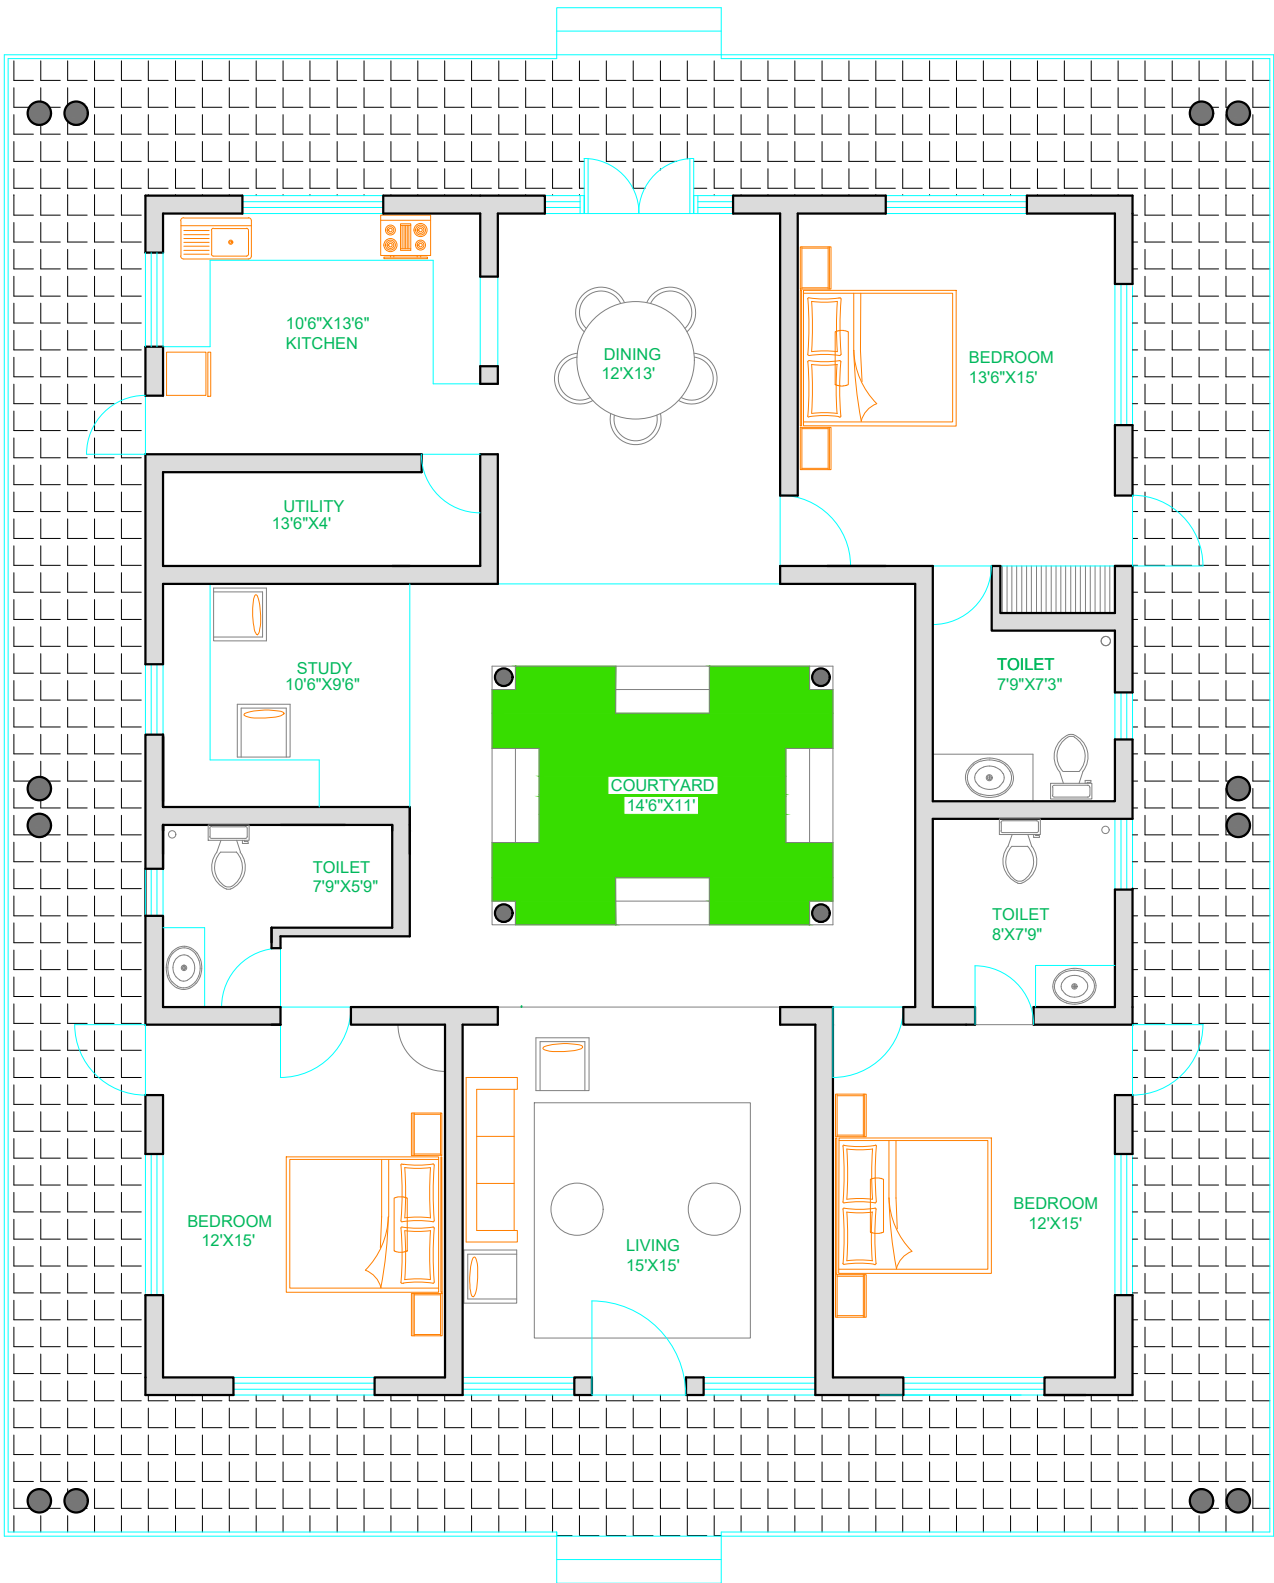 10'6"X13'6"
KITCHEN
DINING
12'X13'
BEDROOM
13'6"X15'
UTILITY
13'6"X4'
STUDY
10'6"X9'6"
TOILET
7'9"X7'3"
COURTYARD
14'6"X11'
TOILET
7'9"X5'9"
TOILET
8'X7'9"
BEDROOM
12'X15'
LIVING
15'X15'
BEDROOM
12'X15'